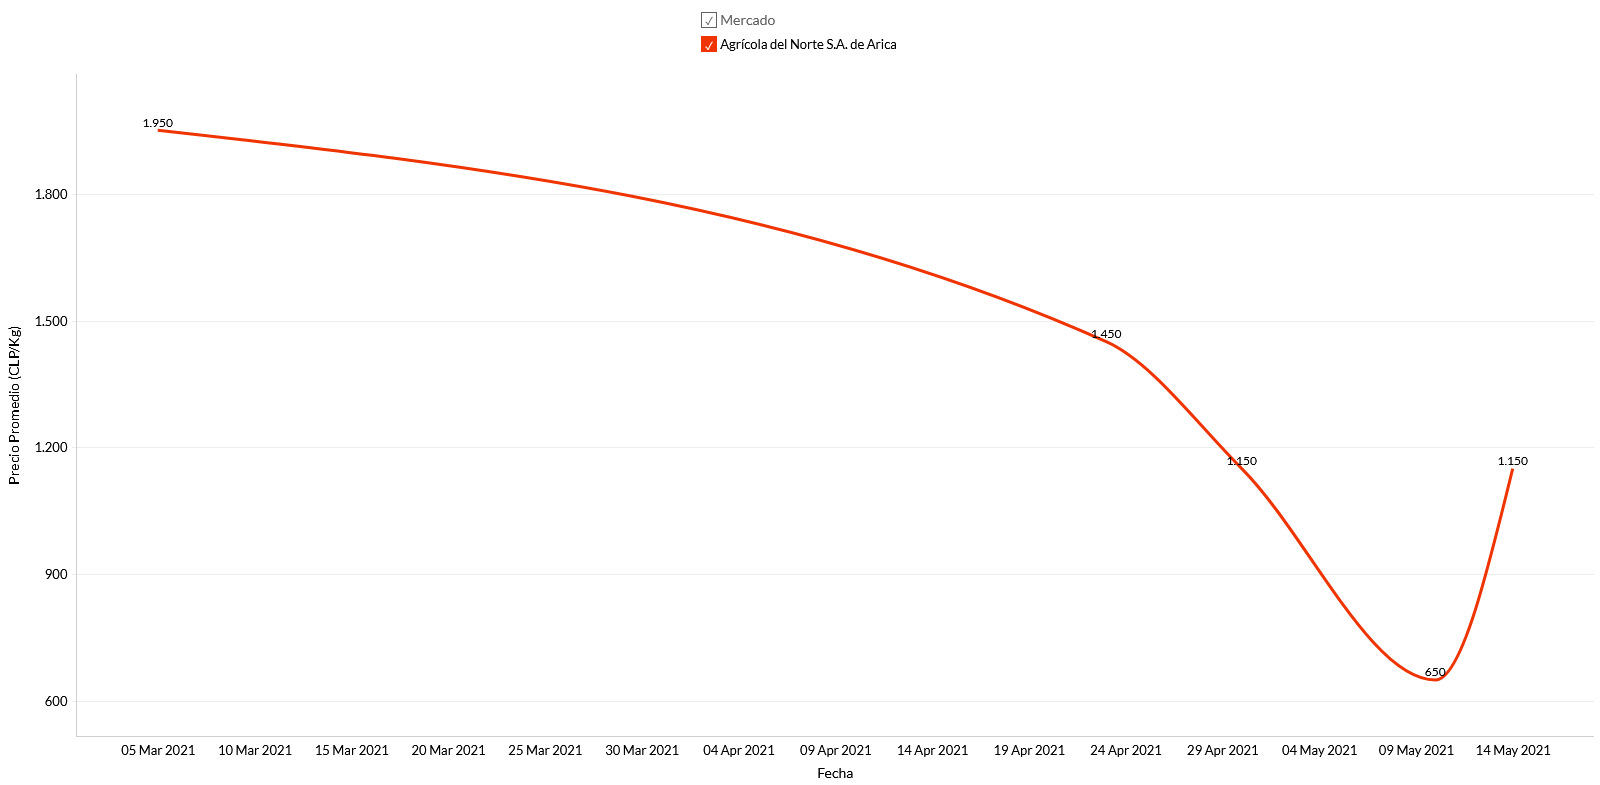 Mercado
Agrícola del Norte S.A. de Arica
1.950
1.800
1.500
1.450
1.200
1.150
1.150
900
650
600
Precio Promedio (CLP/Kg)
05 Mar 2021 10 Mar 2021 15 Mar 2021 20 Mar 2021 25 Mar 2021 30 Mar 2021 04 Apr 2021 09 Apr 2021 14 Apr 2021 19 Apr 2021 24 Apr 2021 29 Apr 2021 04 May 2021 09 May 2021 14 May 2021
Fecha